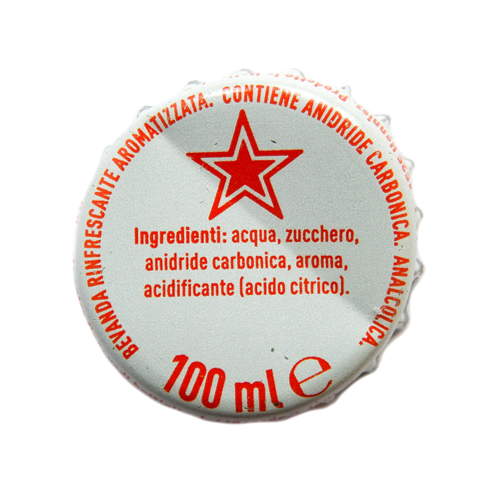 BEVANDA RINFRESCANTE AROMATIZZATA. CONTIENE ANIDRIDE CARBONICA. ANALCOLICA.
Ingredienti: acqua, zucchero,
anidride carbonica, aroma,
acidificante (acido citrico).
100 ml e